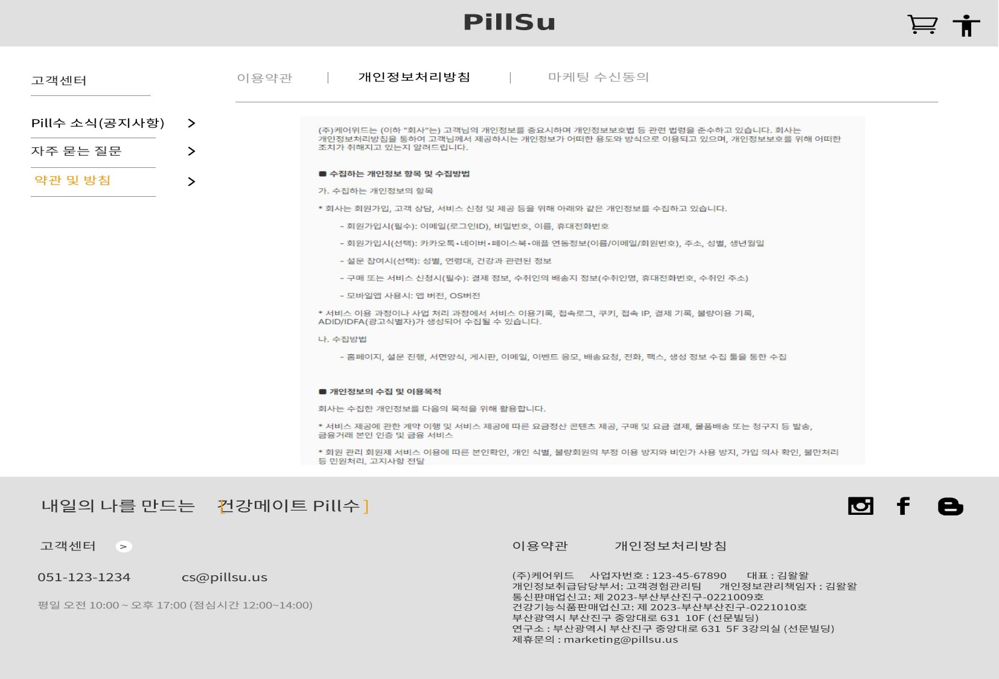 PillSu
고객센터
Pill수 소식(공지사항)
자주 묻는 질문
약관 및 방침
이용약관 | 개인정보처리방침 | 마케팅 수신동의
(주)케어위드는 (이하 "회사"는) 고객님의 개인정보를 중요시하며 개인정보보호법 등 관련 법령을 준수하고 있습니다. 회사는
개인정보처리방침을 통하여 고객님께서 제공하시는 개인정보가 어떠한 용도와 방식으로 이용되고 있으며, 개인정보보호를 위해 어떠한
조치가 취해지고 있는지 알려드립니다.
■ 수집하는 개인정보 항목 및 수집방법
가. 수집하는 개인정보의 항목
* 회사는 회원가입, 고객 상담, 서비스 신청 및 제공 등을 위해 아래와 같은 개인정보를 수집하고 있습니다.
- 회원가입시(필수): 이메일(로그인ID), 비밀번호, 이름, 휴대전화번호
- 회원가입시(선택): 카카오톡•네이버•페이스북•애플 연동정보(이름/이메일/회원번호), 주소, 성별, 생년월일
- 설문 참여시(선택): 성별, 연령대, 건강과 관련된 정보
- 구매 또는 서비스 신청시(필수): 결제 정보, 수취인의 배송지 정보(수취인명, 휴대전화번호, 수취인 주소)
- 모바일앱 사용시: 앱 버전, OS버전
* 서비스 이용 과정이나 사업 처리 과정에서 서비스 이용기록, 접속로그, 쿠키, 접속 IP, 결제 기록, 불량이용 기록,
ADID/IDFA(광고식별자)가 생성되어 수집될 수 있습니다.
나. 수집방법
- 홈페이지, 설문 진행, 서면양식, 게시판, 이메일, 이벤트 응모, 배송요청, 전화, 팩스, 생성 정보 수집 툴을 통한 수집
■ 개인정보의 수집 및 이용목적
회사는 수집한 개인정보를 다음의 목적을 위해 활용합니다.
* 서비스 제공에 관한 계약 이행 및 서비스 제공에 따른 요금정산 콘텐츠 제공, 구매 및 요금 결제, 물품배송 또는 청구지 등 발송,
금융거래 본인 인증 및 금융 서비스
* 회원 관리 회원제 서비스 이용에 따른 본인확인, 개인 식별, 불량회원의 부정 이용 방지와 비인가 사용 방지, 가입 의사 확인, 불만처리
등 민원처리, 고지사항 전달
내일의 나를 만드는 [건강메이트 Pill수]
고객센터 >
051-123-1234 cs@pillsu.us
평일 오전 10:00 ~ 오후 17:00 (점심시간 12:00~14:00)
이용약관 개인정보처리방침
(주)케어위드 사업자번호 : 123-45-67890 대표 : 김왈왈
개인정보취급담당부서: 고객경험관리팀 개인정보관리책임자 : 김왈왈
통신판매업신고: 제 2023-부산부산진구-0221009호
건강기능식품판매업신고: 제 2023-부산부산진구-0221010호
부산광역시 부산진구 중앙대로 631 10F (선문빌딩)
연구소 : 부산광역시 부산진구 중앙대로 631 5F 3강의실 (선문빌딩)
제휴문의 : marketing@pillsu.us